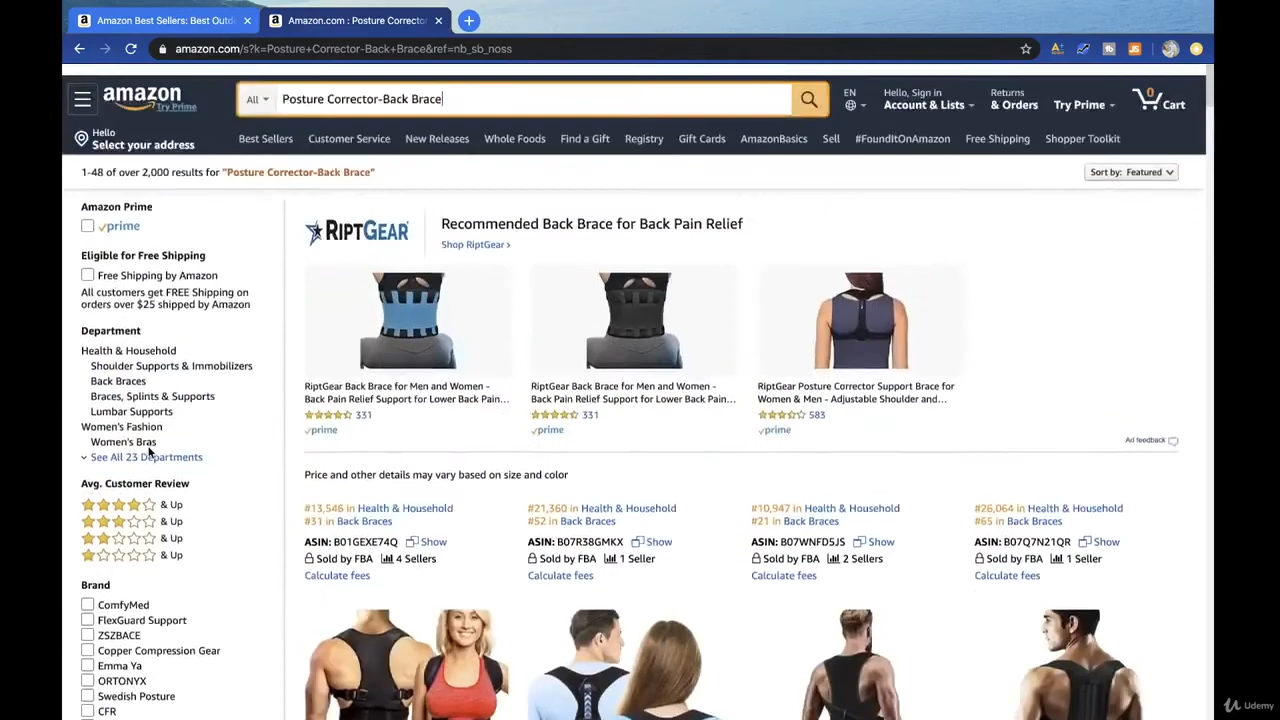 Amazon Best Sellers: Best Outd
Amazon.com : Posture Corrector
amazon.com/s?k=Posture+Corrector-Back+Brace&ref=nb_sb_noss
amazon
Try Prime
All
Posture Corrector-Back Brace
EN
Hello, Sign in
Account & Lists
Returns
& Orders
Try Prime
0
Cart
Hello
Select your address
Best Sellers
Customer Service
New Releases
Whole Foods
Find a Gift
Registry
Gift Cards
AmazonBasics
Sell
#FoundItOnAmazon
Free Shipping
Shopper Toolkit
1-48 of over 2,000 results for "Posture Corrector-Back Brace"
Sort by: Featured
Amazon Prime
prime
Eligible for Free Shipping
Free Shipping by Amazon
All customers get FREE Shipping on
orders over $25 shipped by Amazon
Department
Health & Household
Shoulder Supports & Immobilizers
Back Braces
Braces, Splints & Supports
Lumbar Supports
Women's Fashion
Women's Bras
See All 23 Departments
Avg. Customer Review
& Up
& Up
& Up
& Up
Brand
ComfyMed
FlexGuard Support
ZSZBACE
Copper Compression Gear
Emma Ya
ORTONYX
Swedish Posture
CFR
RIPTGEAR
Recommended Back Brace for Back Pain Relief
Shop RiptGear ›
RiptGear Back Brace for Men and Women -
Back Pain Relief Support for Lower Back Pain...
331
prime
RiptGear Back Brace for Men and Women -
Back Pain Relief Support for Lower Back Pain...
331
prime
RiptGear Posture Corrector Support Brace for
Women & Men - Adjustable Shoulder and...
583
prime
Ad feedback
Price and other details may vary based on size and color
#13,546 in Health & Household
#31 in Back Braces
ASIN: B01GEXE74Q Show
Sold by FBA 4 Sellers
Calculate fees
#21,360 in Health & Household
#52 in Back Braces
ASIN: B07R38GMKX Show
Sold by FBA 1 Seller
Calculate fees
#10,947 in Health & Household
#21 in Back Braces
ASIN: B07WNFD5JS Show
Sold by FBA 2 Sellers
Calculate fees
#26,064 in Health & Household
#65 in Back Braces
ASIN: B07Q7N21QR Show
Sold by FBA 1 Seller
Calculate fees
Udemy